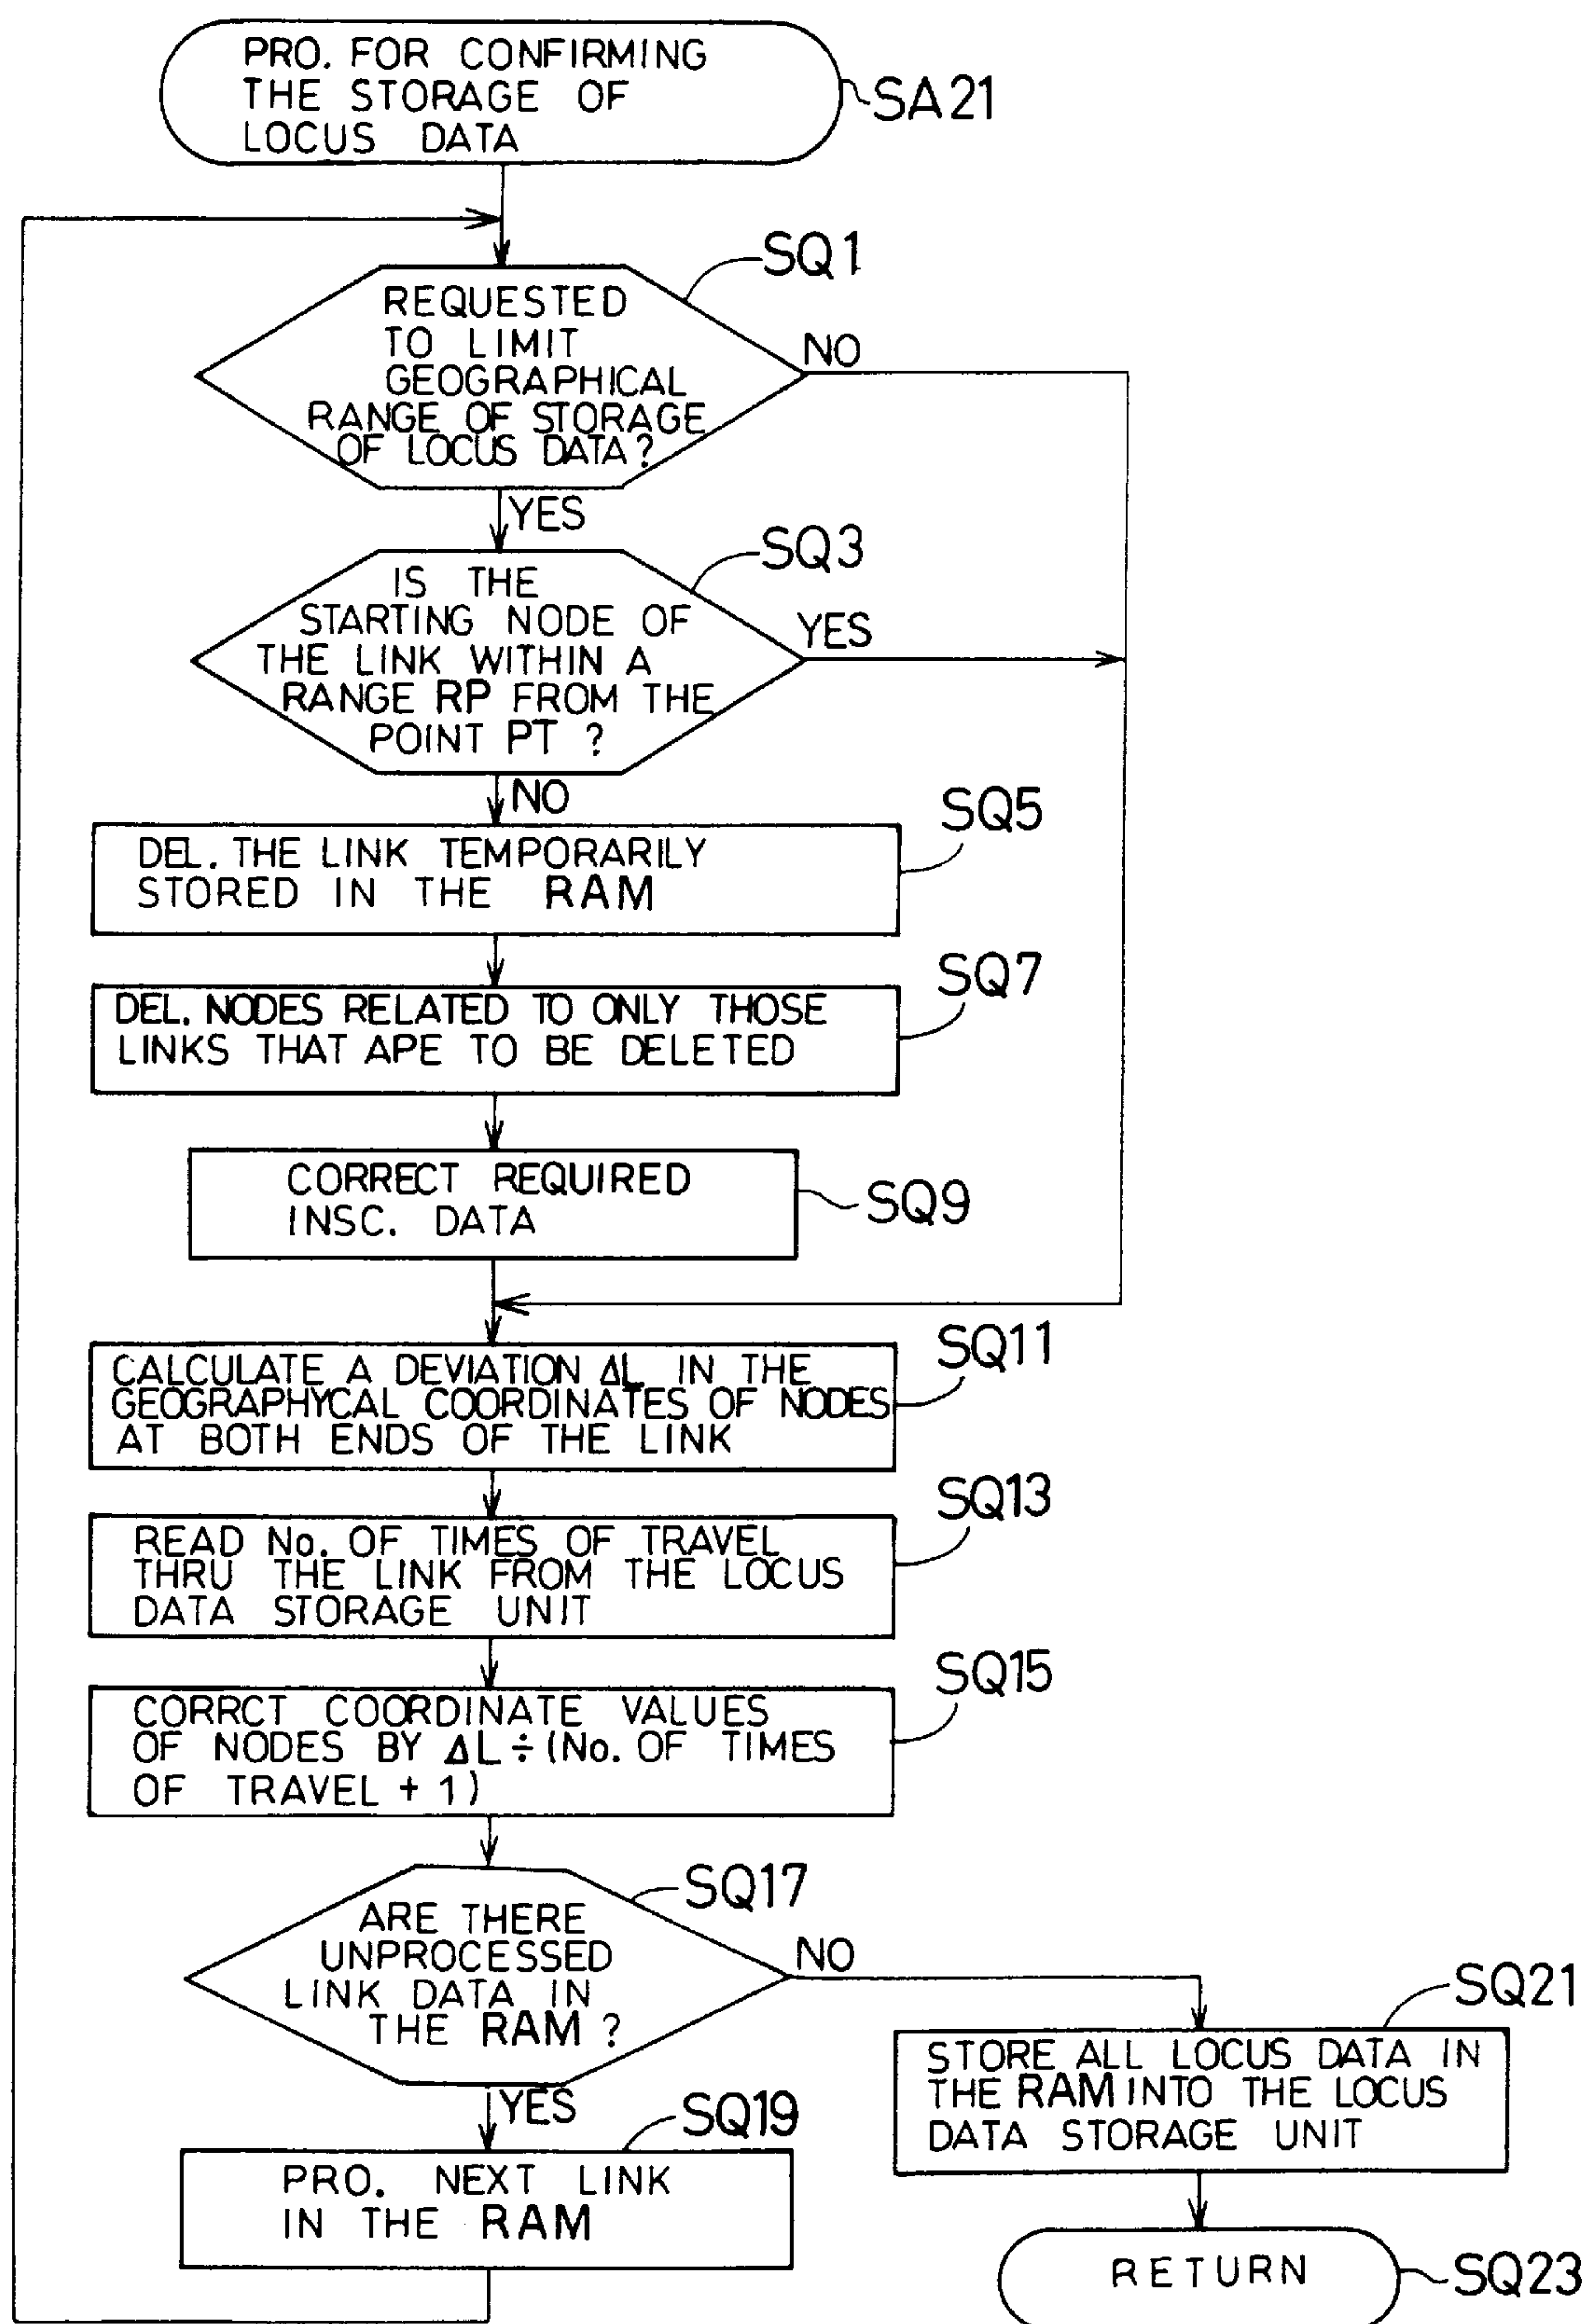 PRO. FOR CONFIRMING
THE STORAGE OF
LOCUS DATA
SA21
SQ1
REQUESTED
TO LIMIT
GEOGRAPHICAL
RANGE OF STORAGE
OF LOCUS DATA?
NO
YES
SQ3
IS THE
STARTING NODE OF
THE LINK WITHIN A
RANGE RP FROM THE
POINT PT ?
YES
NO
SQ5
DEL. THE LINK TEMPORARILY
STORED IN THE RAM
SQ7
DEL. NODES RELATED TO ONLY THOSE
LINKS THAT APE TO BE DELETED
CORRECT REQUIRED
INSC. DATA
SQ9
SQ11
CALCULATE A DEVIATION ΔL IN THE
GEOGRAPHYCAL COORDINATES OF NODES
AT BOTH ENDS OF THE LINK
SQ13
READ No. OF TIMES OF TRAVEL
THRU THE LINK FROM THE LOCUS
DATA STORAGE UNIT
SQ15
CORRCT COORDINATE VALUES
OF NODES BY ΔL ÷ (No. OF TIMES
OF TRAVEL + 1)
SQ17
ARE THERE
UNPROCESSED
LINK DATA IN
THE RAM ?
NO
YES
SQ19
PRO. NEXT LINK
IN THE RAM
SQ21
STORE ALL LOCUS DATA IN
THE RAM INTO THE LOCUS
DATA STORAGE UNIT
RETURN
SQ23